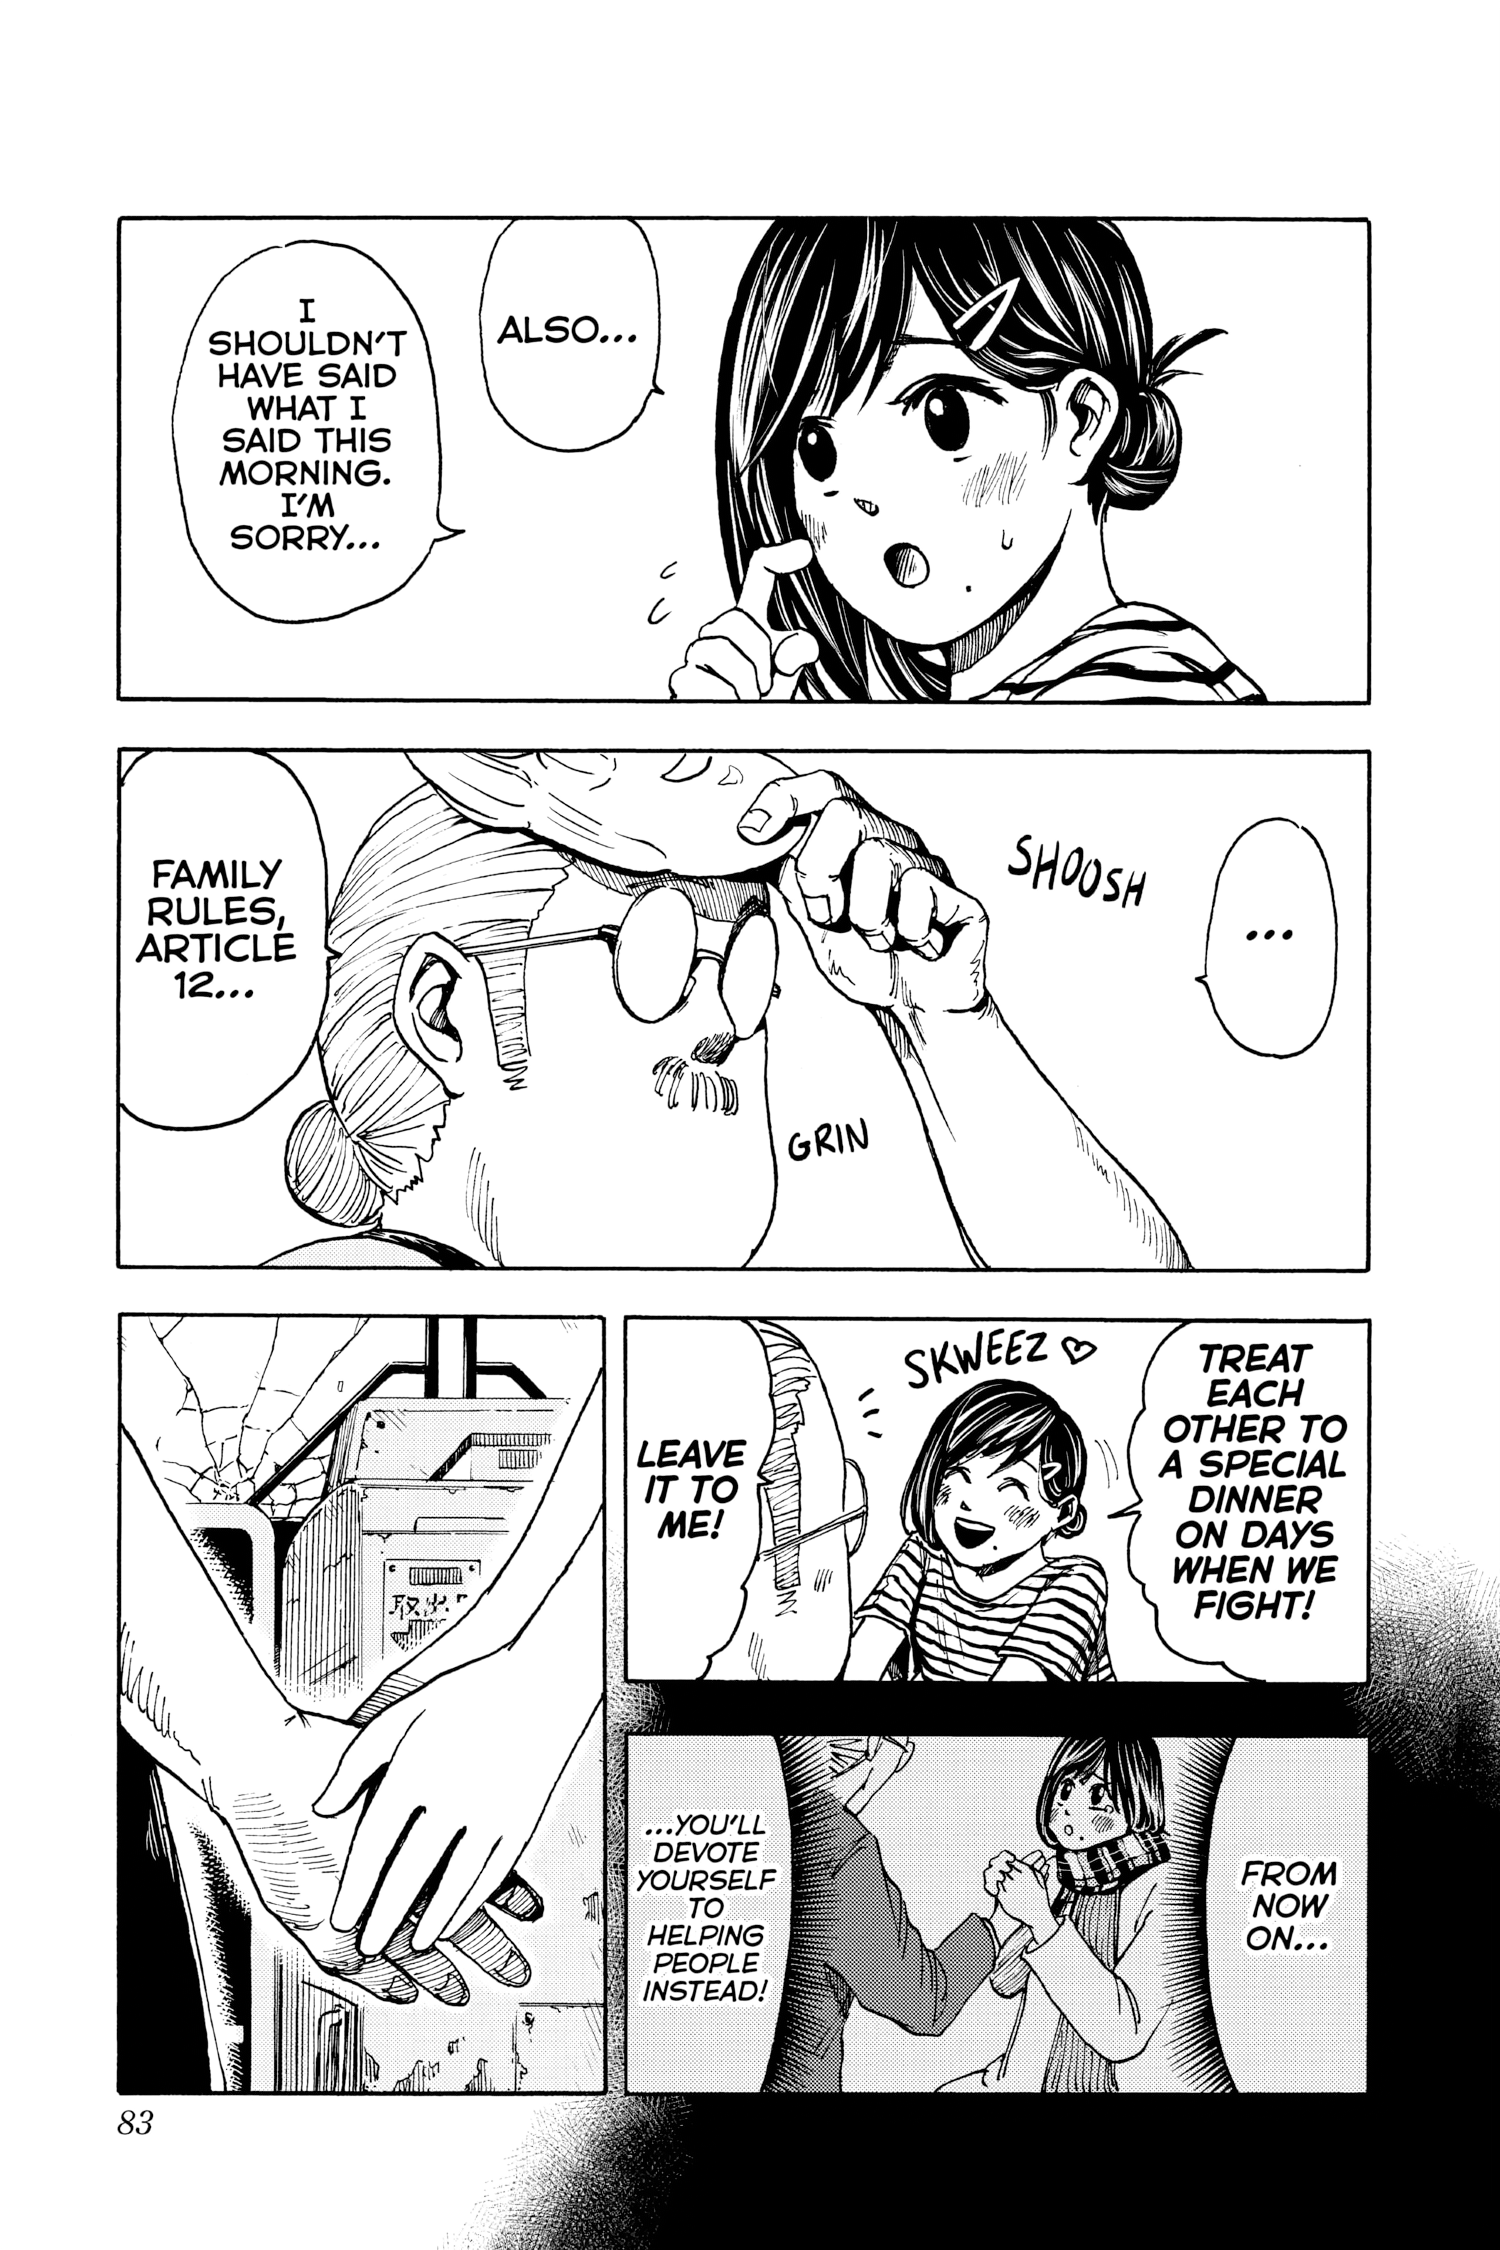 ALSO...
I
SHOULDN'T
HAVE SAID
WHAT I
SAID THIS
MORNING.
I'M
SORRY...
...
SHOOSH
GRIN
FAMILY
RULES,
ARTICLE
12...
TREAT
EACH
OTHER TO
A SPECIAL
DINNER
ON DAYS
WHEN WE
FIGHT!
SKWEEZ♡
LEAVE
IT TO
ME!
FROM
NOW
ON...
...YOU'LL
DEVOTE
YOURSELF
TO
HELPING
PEOPLE
INSTEAD!
取出
83